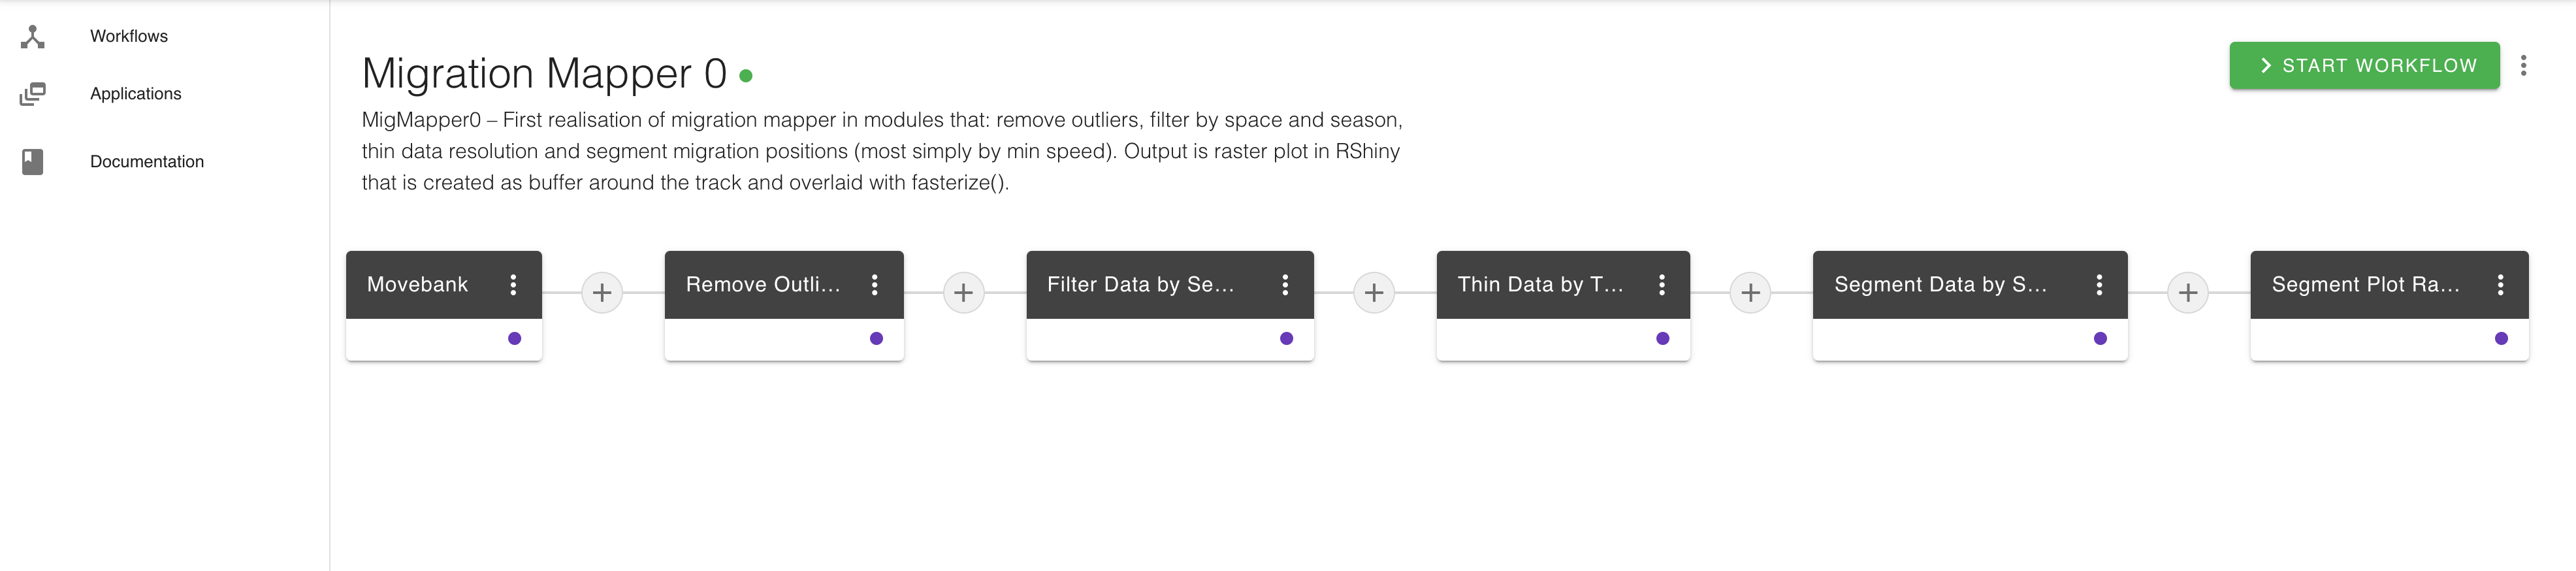 Workflows
Applications
Documentation
Migration Mapper 0
START WORKFLOW
MigMapper0 – First realisation of migration mapper in modules that: remove outliers, filter by space and season,
thin data resolution and segment migration positions (most simply by min speed). Output is raster plot in RShiny
that is created as buffer around the track and overlaid with fasterize().
Movebank
Remove Outli...
Filter Data by Se...
Thin Data by T...
Segment Data by S...
Segment Plot Ra...